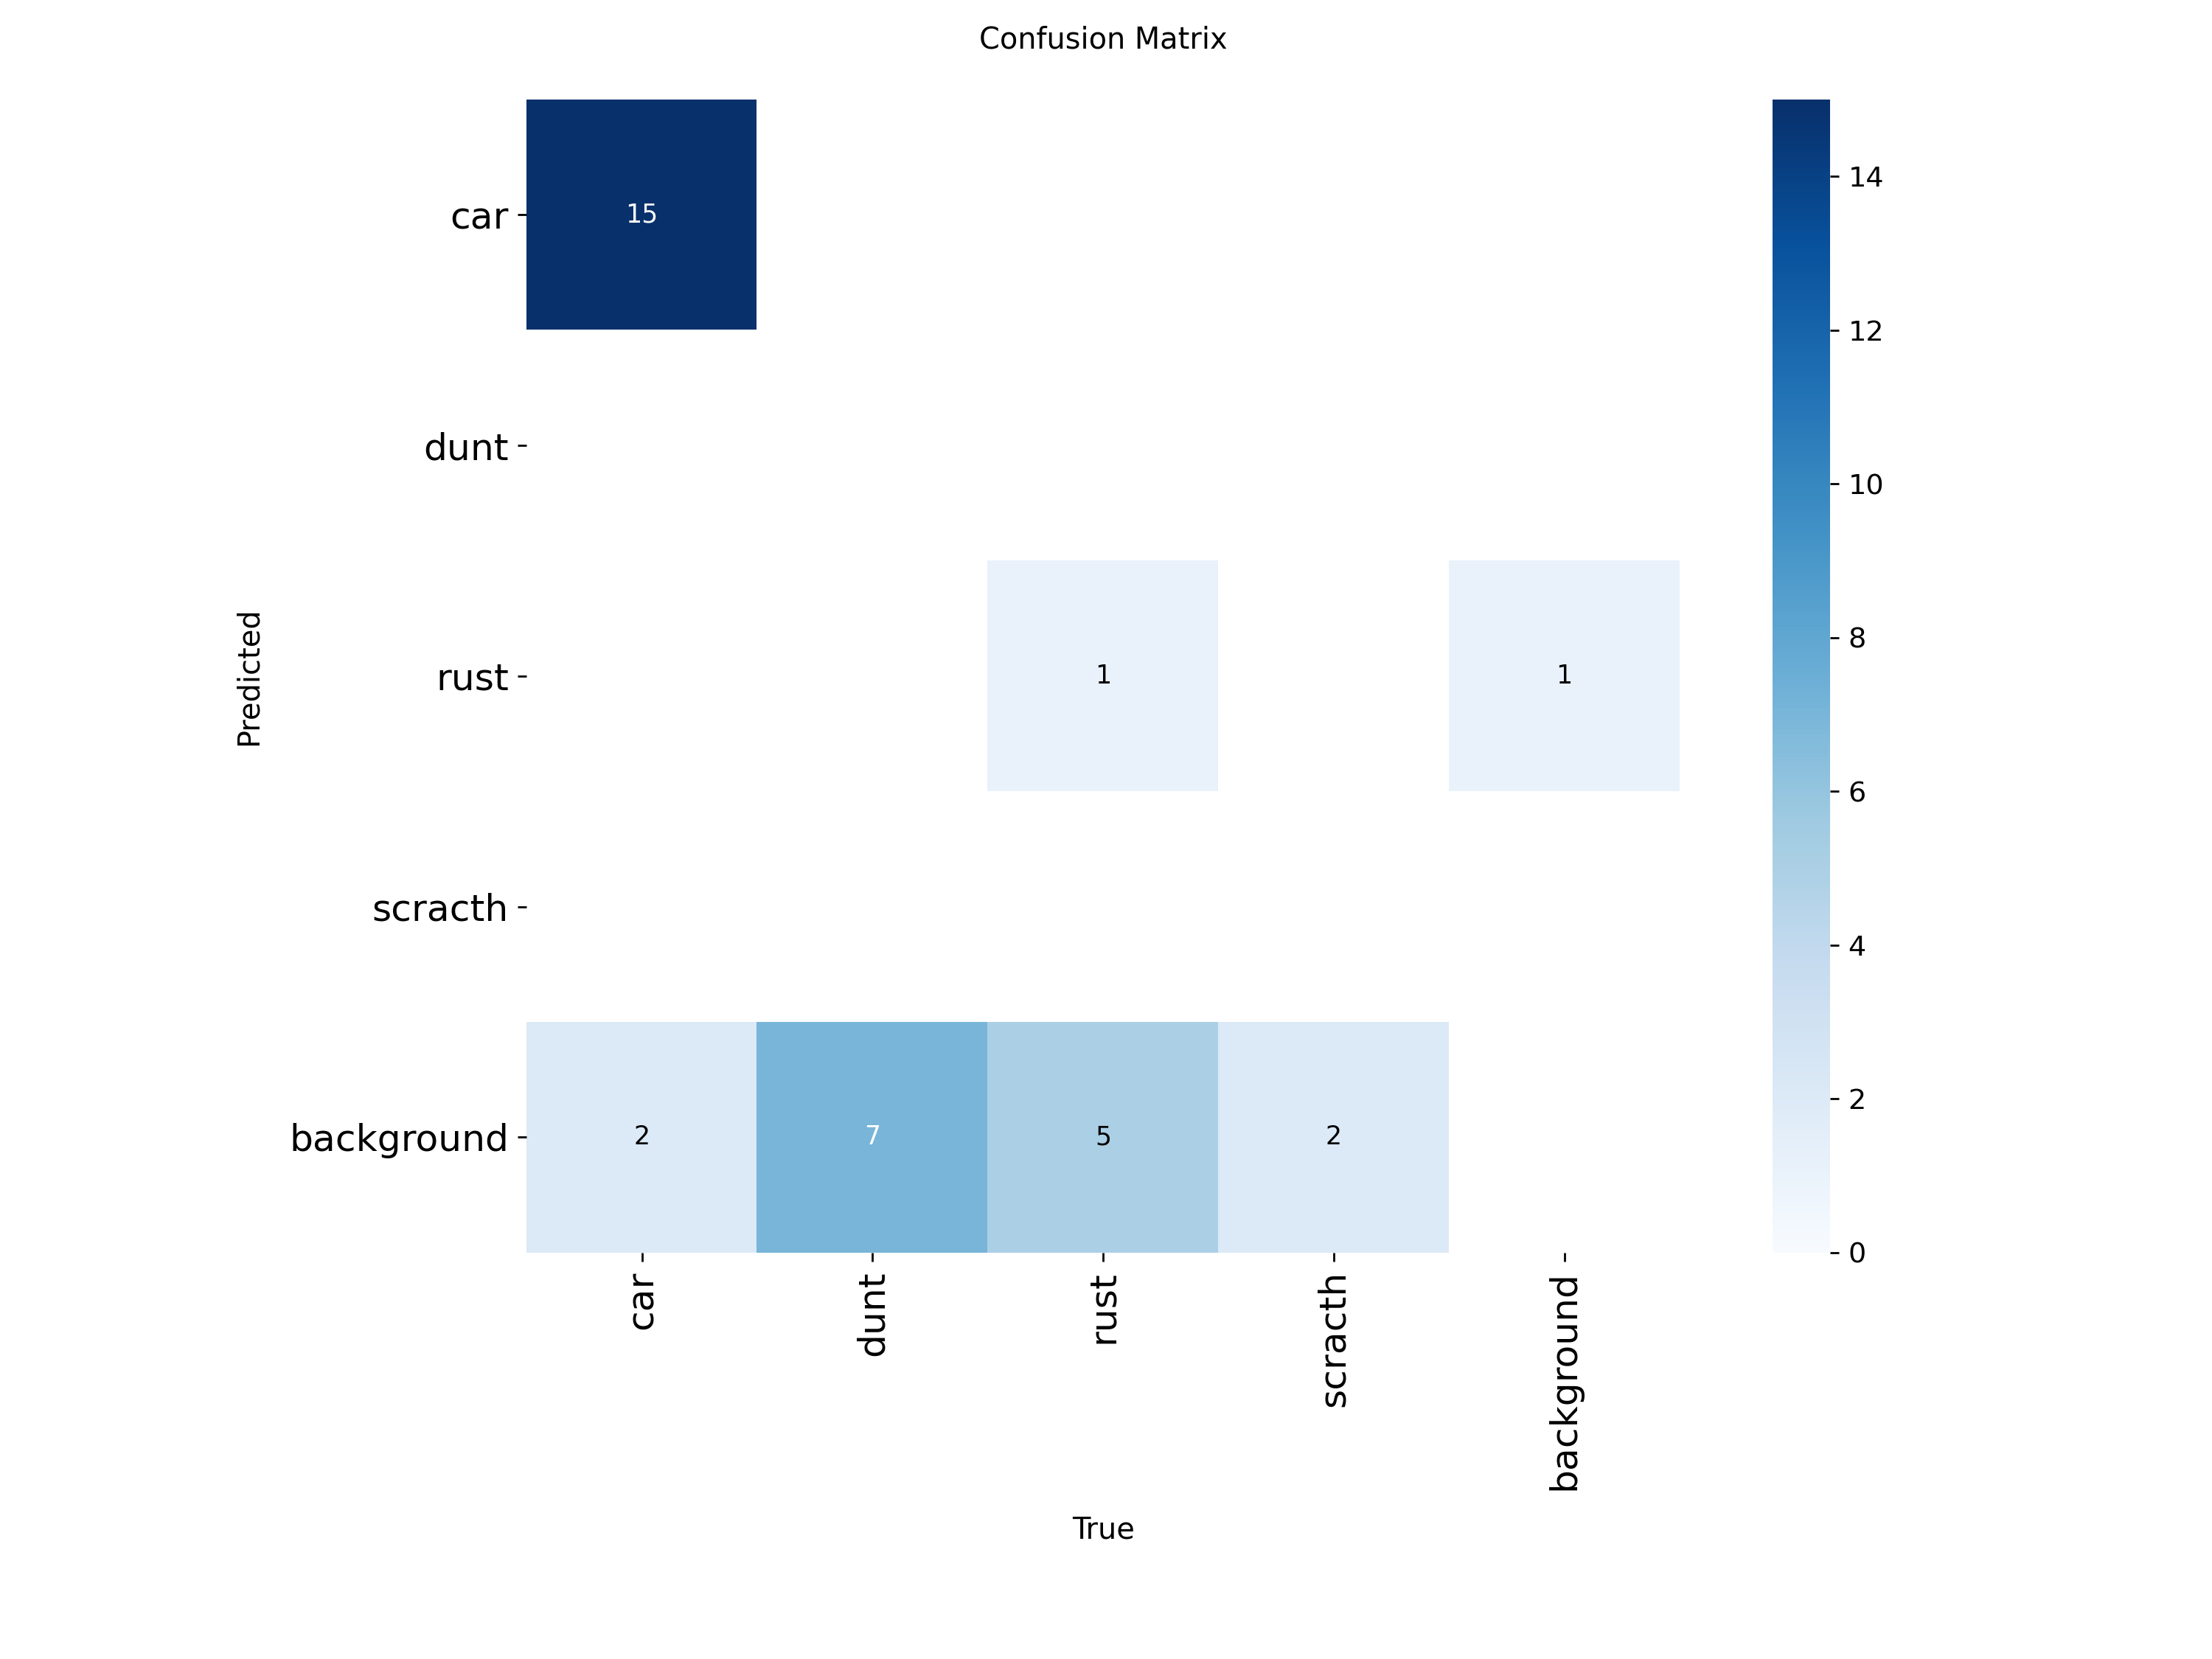 Confusion Matrix
car
15
14
12
dunt
10
Predicted
rust
1
1
8
6
scracth
4
background
2
7
5
2
2
0
car
dunt
rust
scracth
background
True